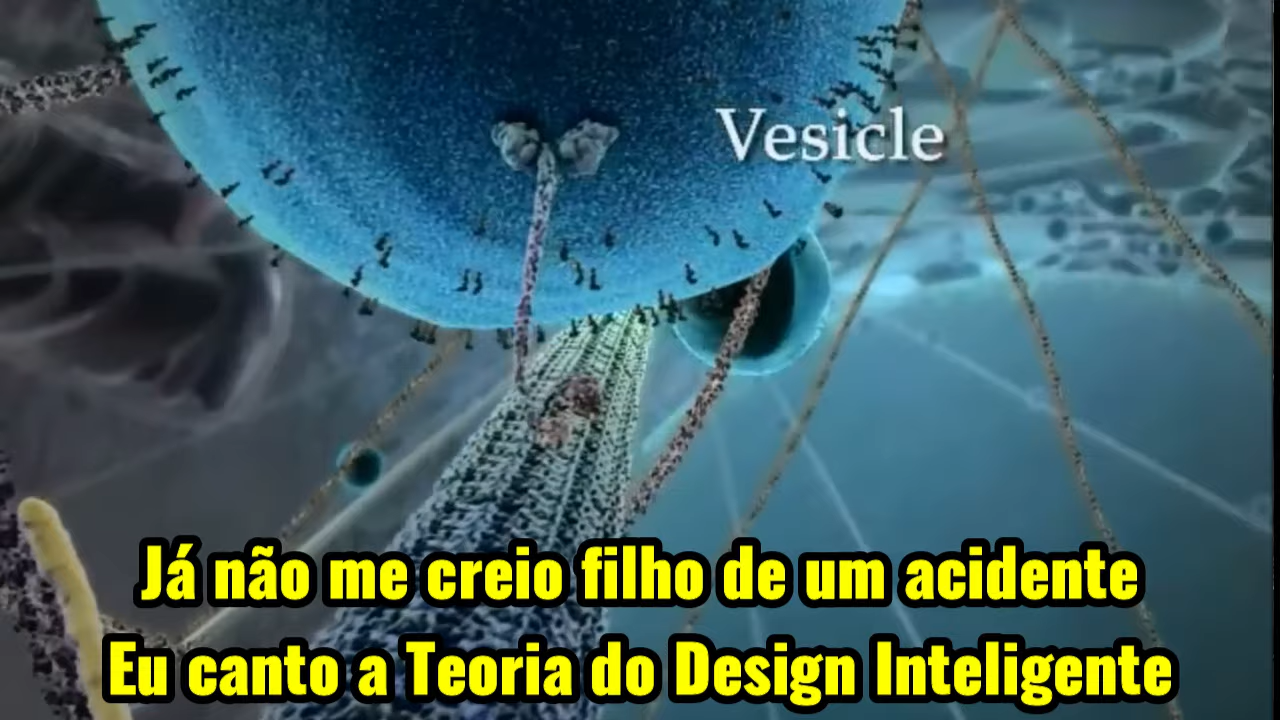 Vesicle
Já não me creio filho de um acidente
Eu canto a Teoria do Design Inteligente